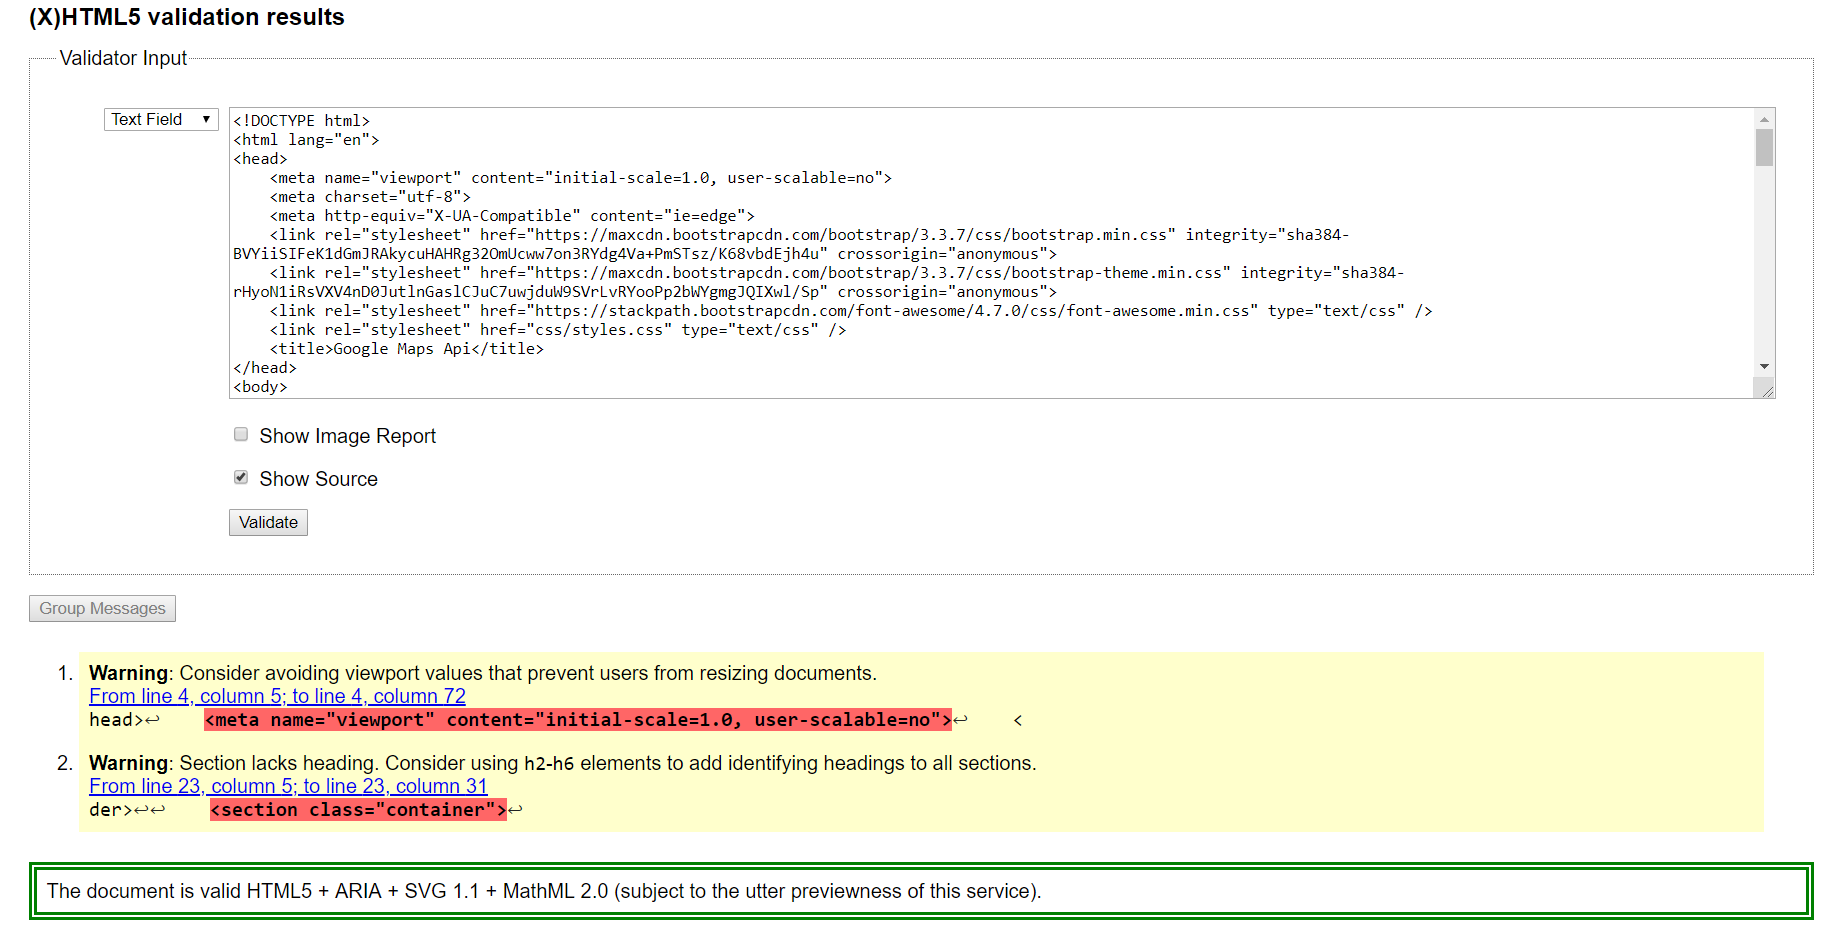 (X)HTML5 validation results
Validator Input
Text Field
<!DOCTYPE html>
<html lang="en">
<head>
    <meta name="viewport" content="initial-scale=1.0, user-scalable=no">
    <meta charset="utf-8">
    <meta http-equiv="X-UA-Compatible" content="ie=edge">
    <link rel="stylesheet" href="https://maxcdn.bootstrapcdn.com/bootstrap/3.3.7/css/bootstrap.min.css" integrity="sha384-
BVYiiSIFeK1dGmJRAkycuHAHRg32OmUcww7on3RYdg4Va+PmSTsz/K68vbdEjh4u" crossorigin="anonymous">
    <link rel="stylesheet" href="https://maxcdn.bootstrapcdn.com/bootstrap/3.3.7/css/bootstrap-theme.min.css" integrity="sha384-
rHyoN1iRsVXV4nD0JutlnGaslCJuC7uwjduW9SVrLvRYooPp2bWYgmgJQIXwl/Sp" crossorigin="anonymous">
    <link rel="stylesheet" href="https://stackpath.bootstrapcdn.com/font-awesome/4.7.0/css/font-awesome.min.css" type="text/css" />
    <link rel="stylesheet" href="css/styles.css" type="text/css" />
    <title>Google Maps Api</title>
</head>
<body>
Show Image Report
Show Source
Validate
Group Messages
1. Warning: Consider avoiding viewport values that prevent users from resizing documents.
From line 4, column 5; to line 4, column 72
head>↩    <meta name="viewport" content="initial-scale=1.0, user-scalable=no">↩    <
2. Warning: Section lacks heading. Consider using h2-h6 elements to add identifying headings to all sections.
From line 23, column 5; to line 23, column 31
der>↩↩    <section class="container">↩
The document is valid HTML5 + ARIA + SVG 1.1 + MathML 2.0 (subject to the utter previewness of this service).